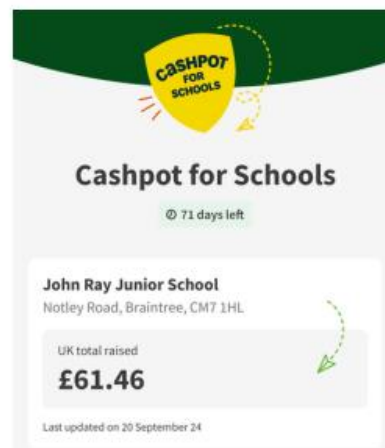 CASHPOT
FOR
SCHOOLS
Cashpot for Schools
71 days left
John Ray Junior School
Notley Road, Braintree, CM7 1HL
UK total raised
£61.46
Last updated on 20 September 24